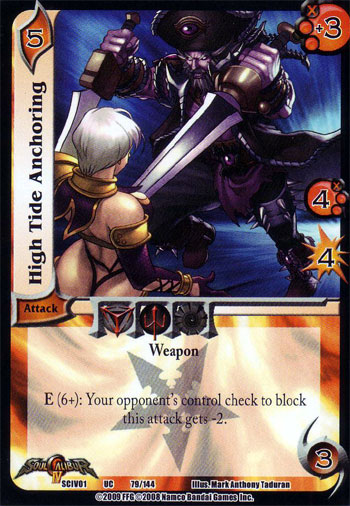 5
+3
High Tide Anchoring
4
4
Attack
Weapon
E (6+): Your opponent's control check to block
this attack gets -2.
3
SOULCALIBUR
IV
SCIV01 UC 79/144 Illus. Mark Anthony Taduran
©2009 FFG ©2008 Namco Bandai Games Inc.